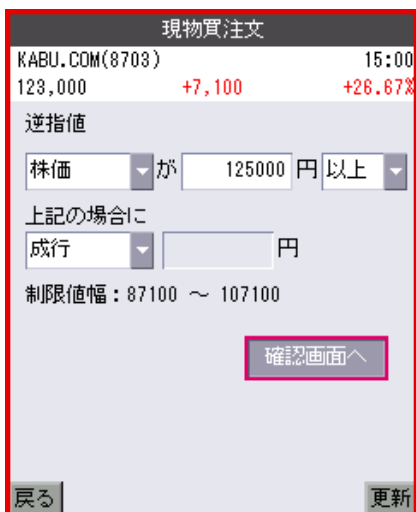 現物買注文
KABU.COM(8703) 15:00
123,000 +7,100 +26.67%
逆指値
株価 が 125000 円 以上
上記の場合に
成行 円
制限値幅：87100 ～ 107100
確認画面へ
戻る 更新